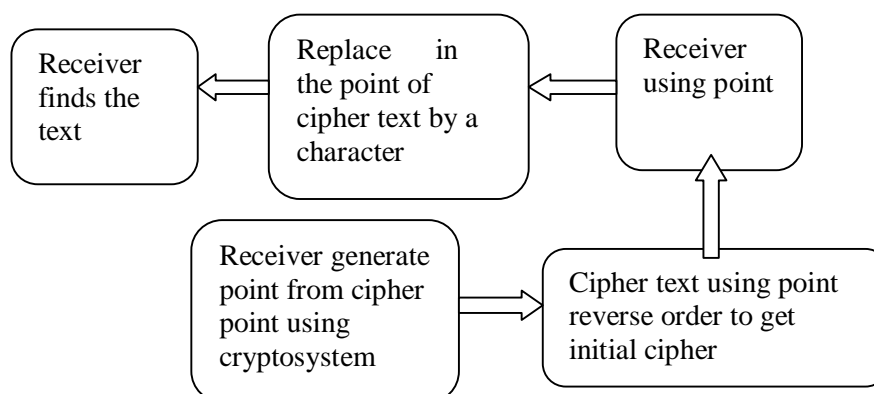 Receiver
finds the
text
Replace in
the point of
cipher text by a
character
Receiver
using point
Receiver generate
point from cipher
point using
cryptosystem
Cipher text using point
reverse order to get
initial cipher